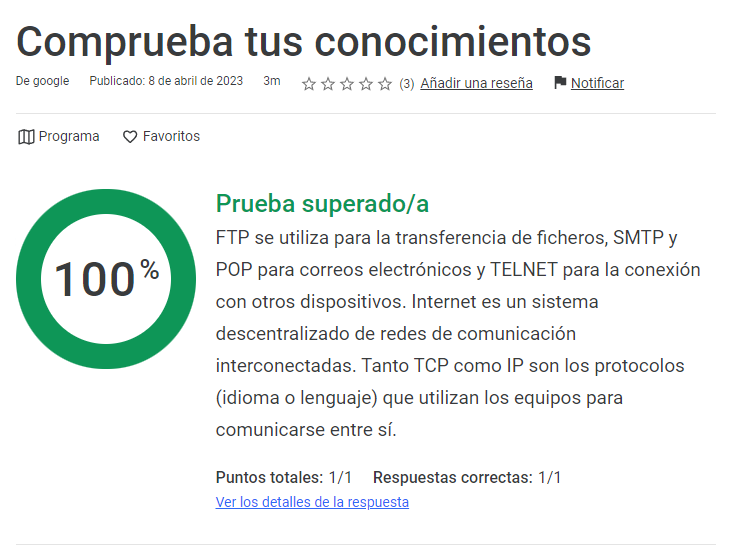 Comprueba tus conocimientos
De google Publicado: 8 de abril de 2023 3m (3) Añadir una reseña Notificar
Programa Favoritos
100%
Prueba superado/a
FTP se utiliza para la transferencia de ficheros, SMTP y
POP para correos electrónicos y TELNET para la conexión
con otros dispositivos. Internet es un sistema
descentralizado de redes de comunicación
interconectadas. Tanto TCP como IP son los protocolos
(idioma o lenguaje) que utilizan los equipos para
comunicarse entre sí.
Puntos totales: 1/1 Respuestas correctas: 1/1
Ver los detalles de la respuesta